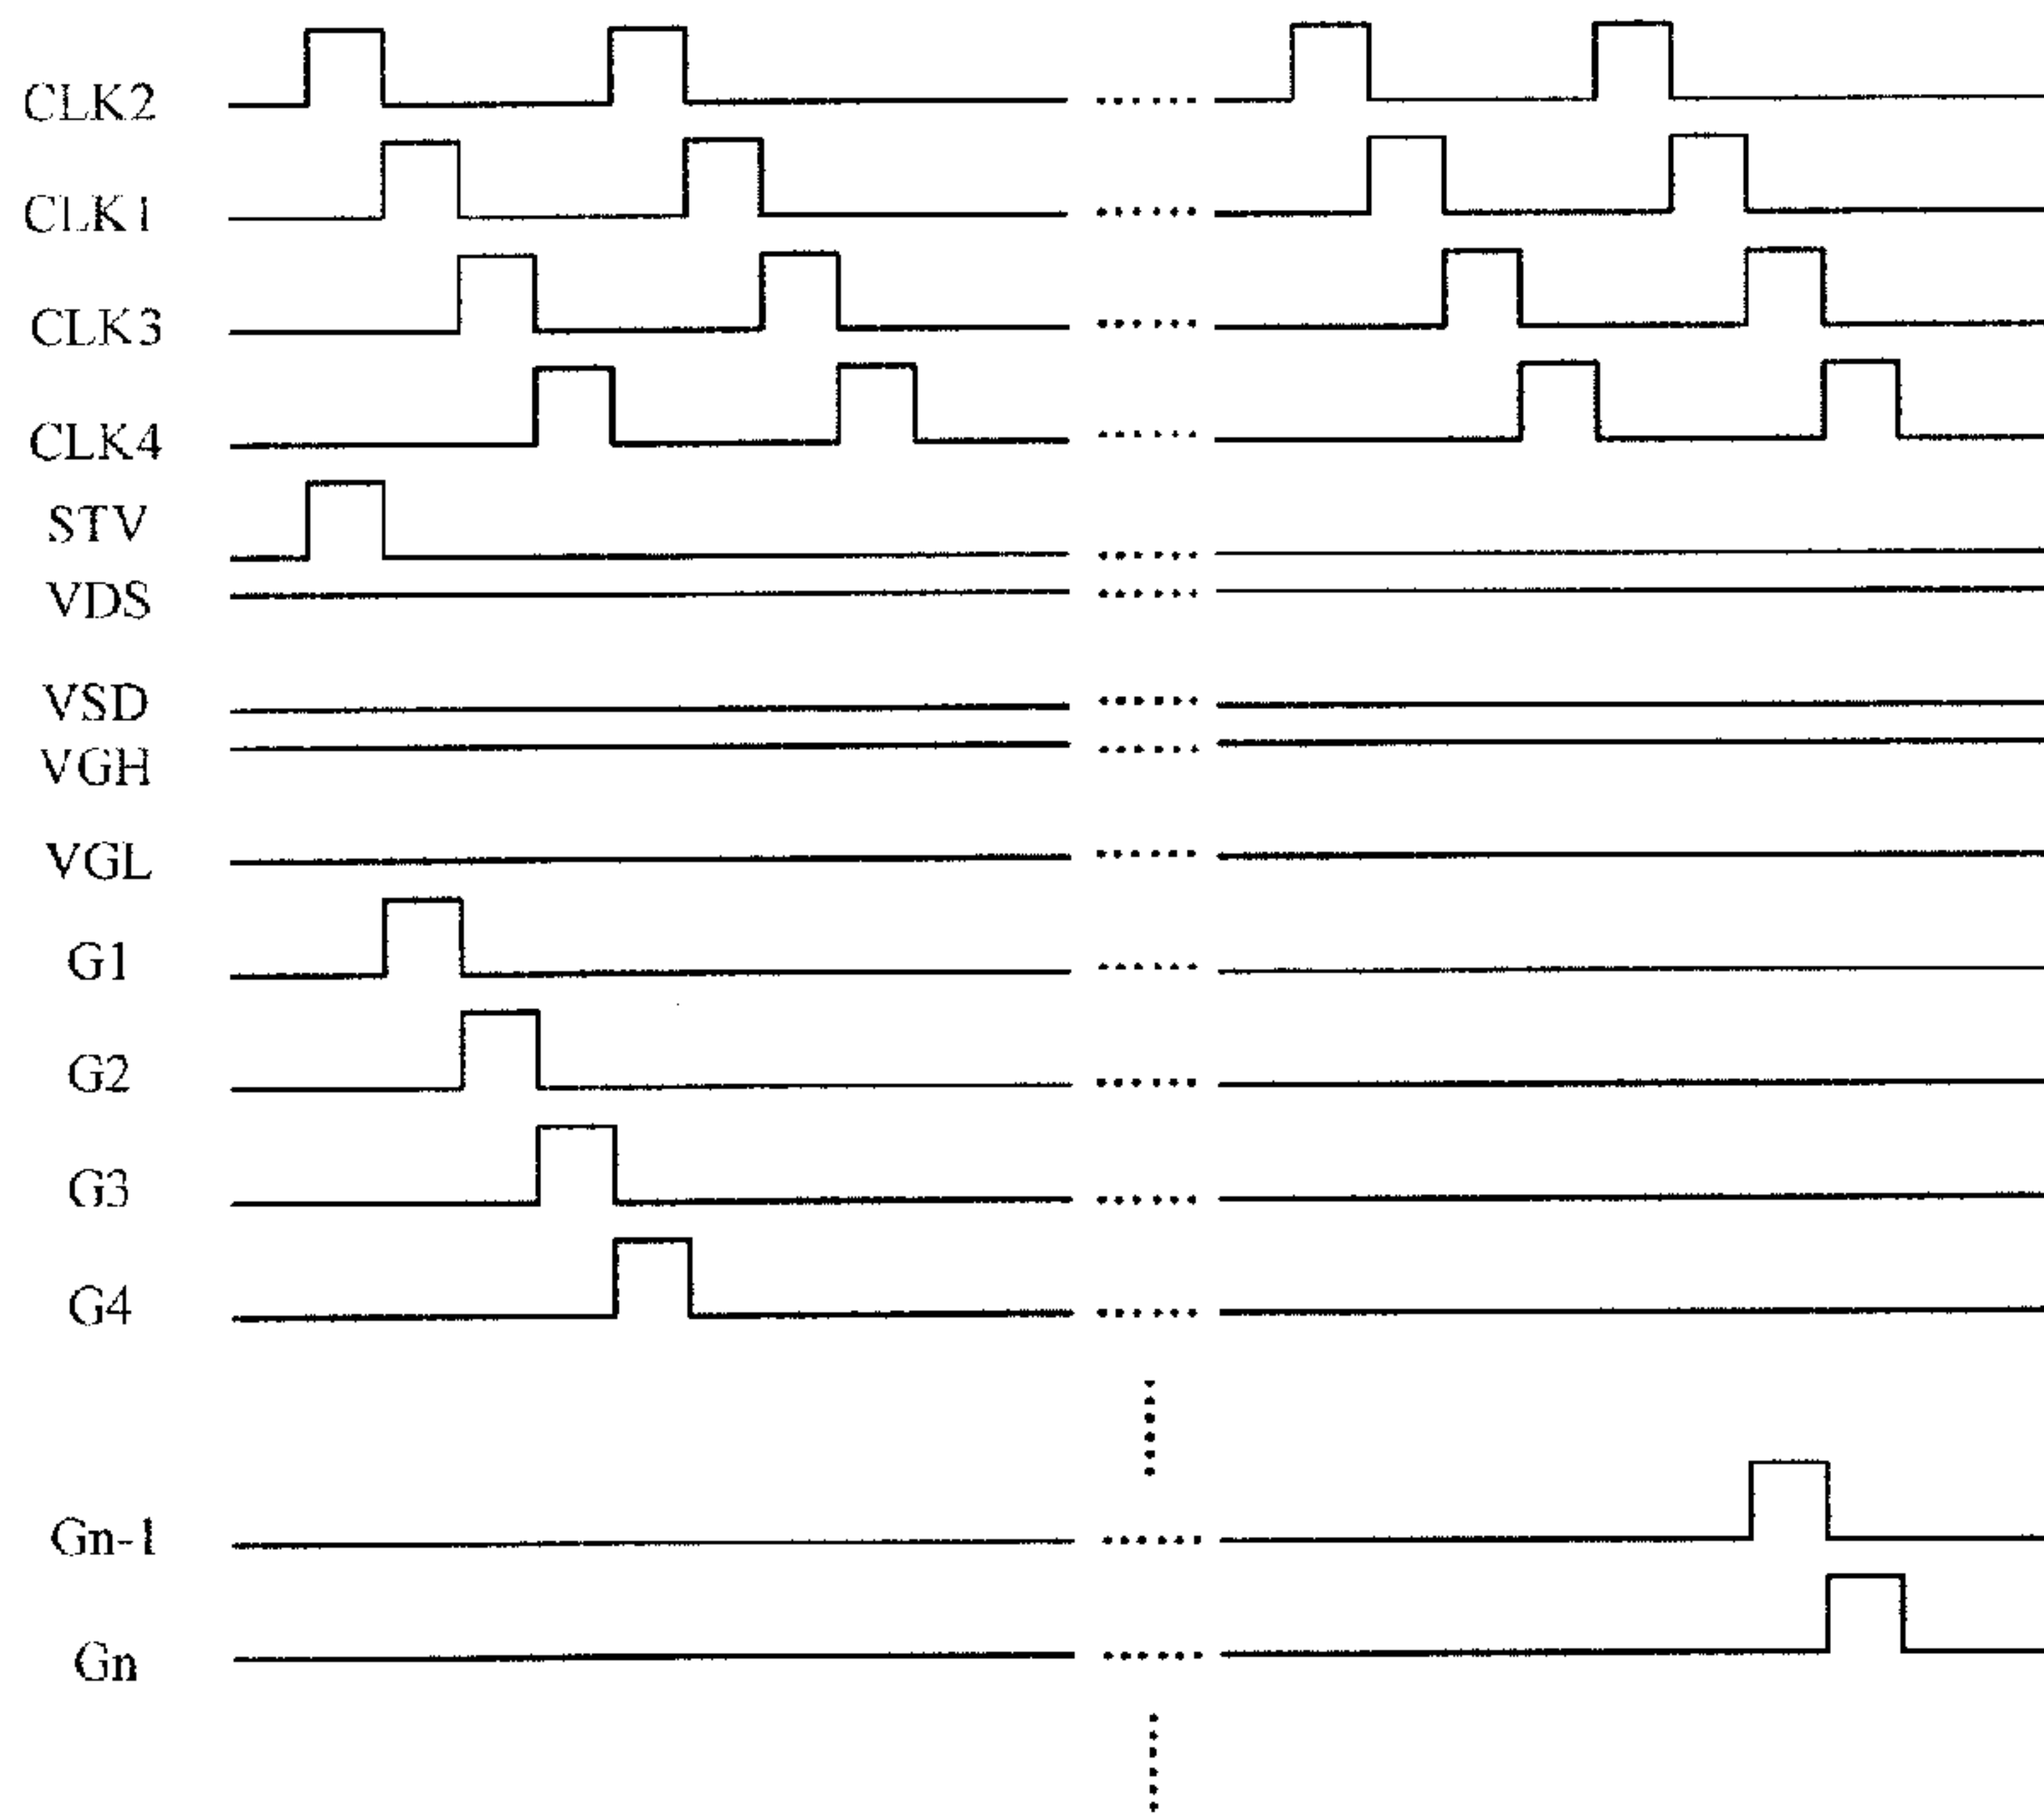 CLK2
CLK1
CLK3
CLK4
STV
VDS
VSD
VGH
VGL
G1
G2
G3
G4
Gn-1
Gn